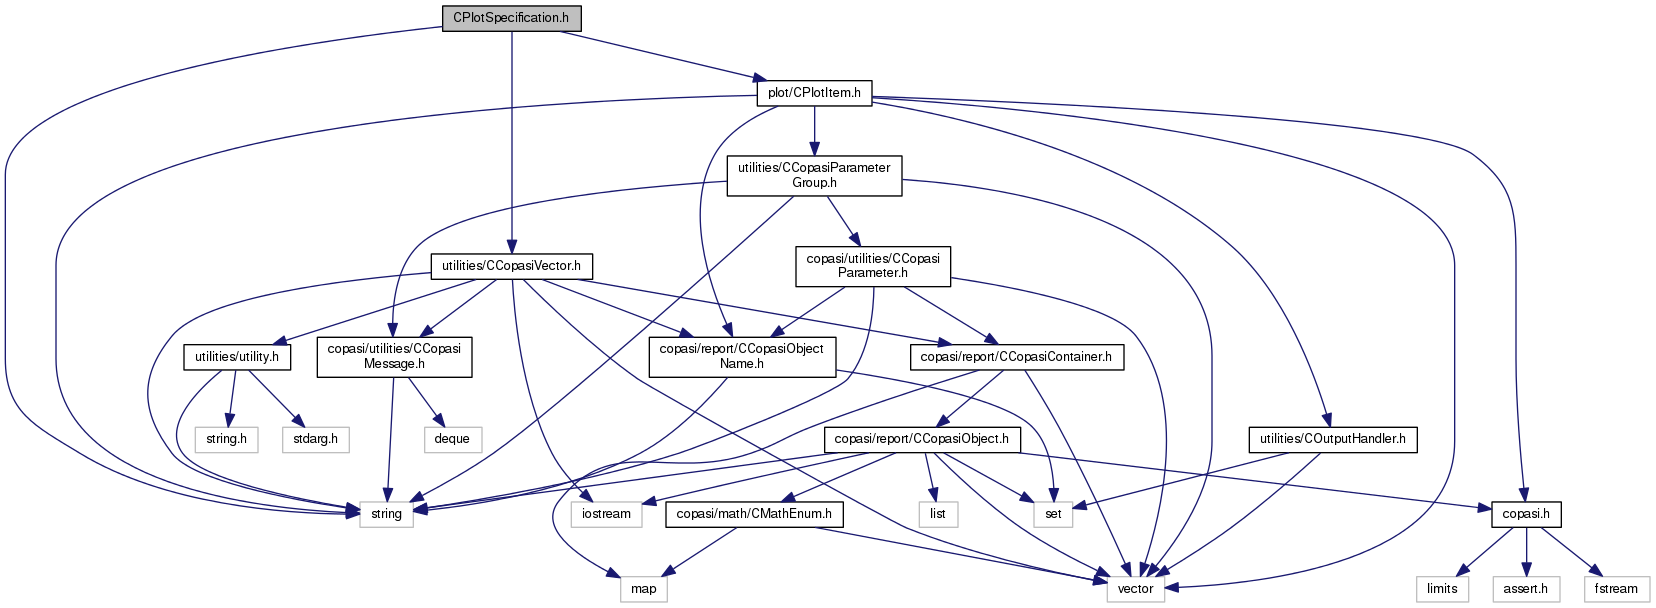 CPlotSpecification.h
plot/CPlotItem.h
utilities/CCopasiParameter
Group.h
utilities/CCopasiVector.h
copasi/utilities/CCopasi
Parameter.h
utilities/utility.h
copasi/utilities/CCopasi
Message.h
copasi/report/CCopasiObject
Name.h
copasi/report/CCopasiContainer.h
string.h
stdarg.h
deque
copasi/report/CCopasiObject.h
utilities/COutputHandler.h
string
iostream
copasi/math/CMathEnum.h
list
set
copasi.h
map
vector
limits
assert.h
fstream